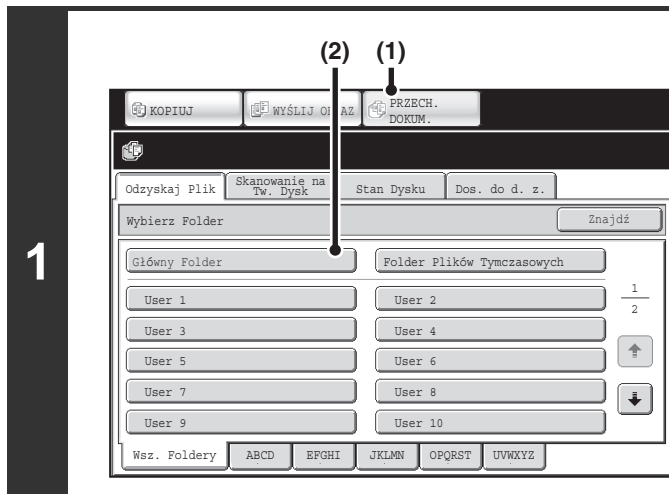 (2) (1)
KOPIUJ
WYŚLIJ OBRAZ
PRZECH.
DOKUM.
Odzyskaj Plik
Skanowanie na
Tw. Dysk
Stan Dysku
Dos. do d. z.
Wybierz Folder
Znajdź
1
Główny Folder
Folder Plików Tymczasowych
User 1
User 2
1
2
User 3
User 4
User 5
User 6
User 7
User 8
User 9
User 10
Wsz. Foldery
ABCD
EFGHI
JKLMN
OPQRST
UVWXYZ